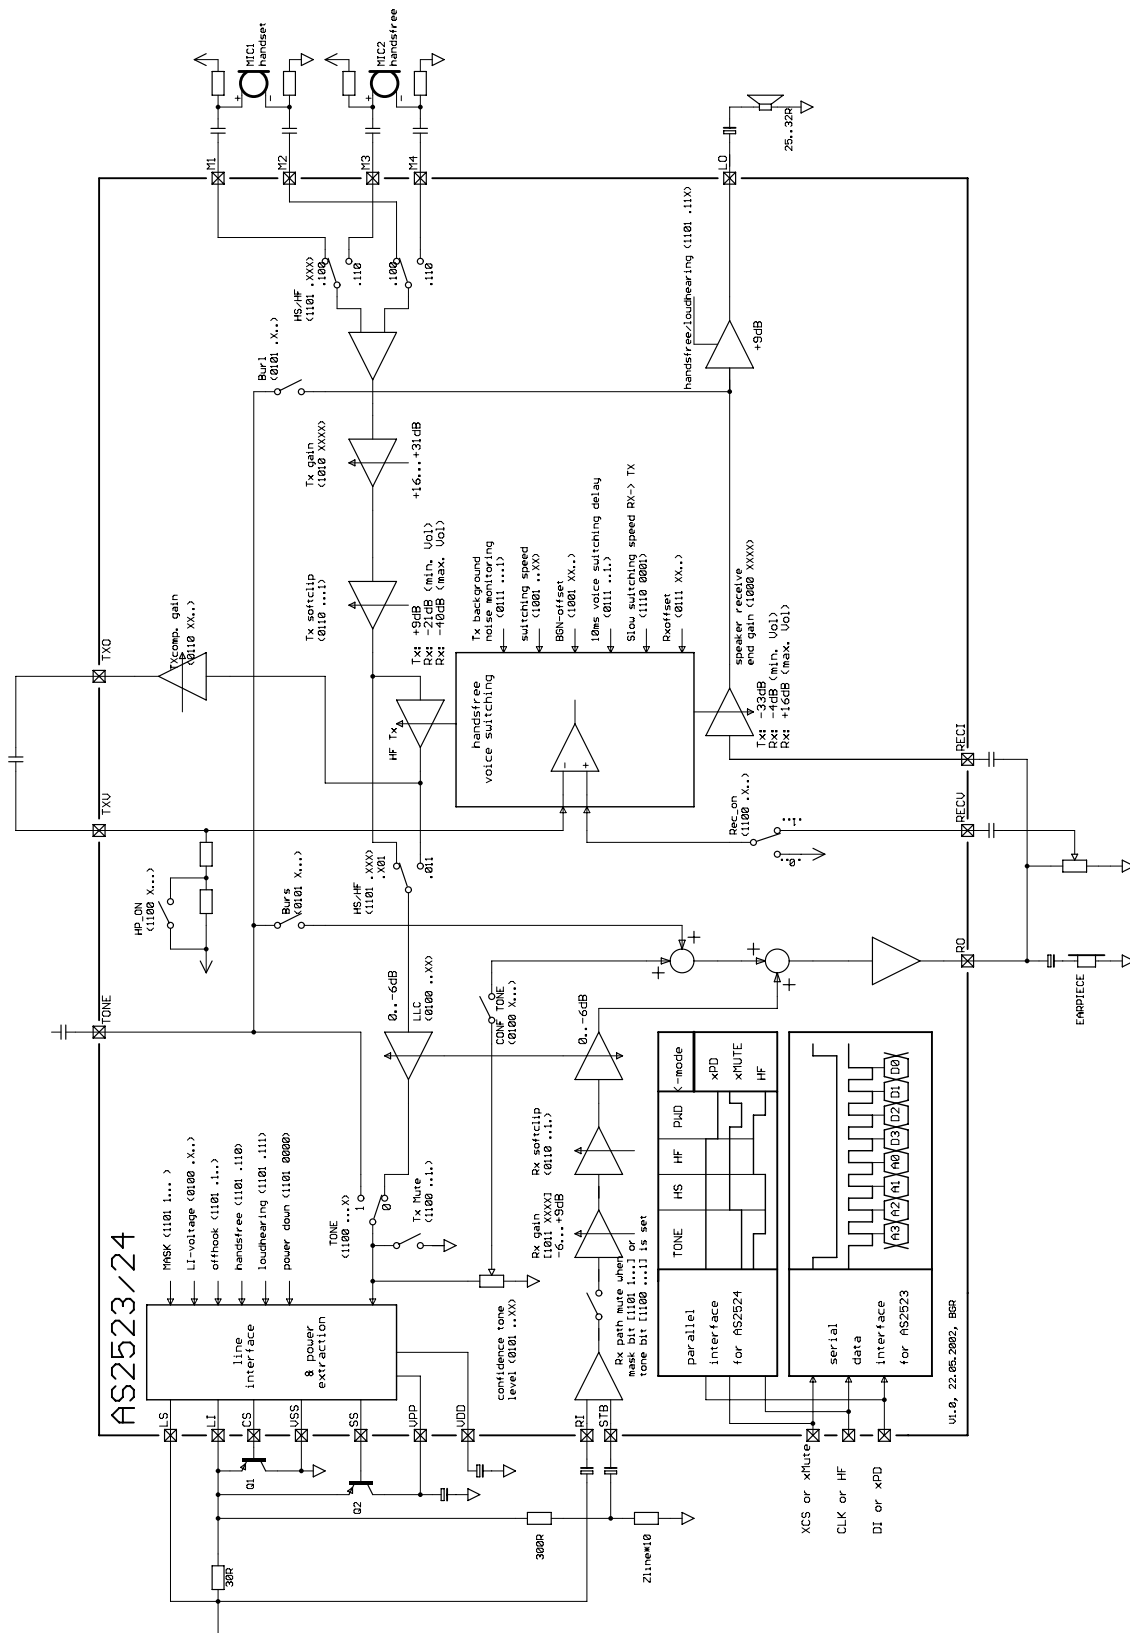 AS2523/24
LS
LI
CS
VSS
SS
VPP
VDD
RI
STB
XCS or xMute
CLK or HF
DI or xPD
30R
Q1
Q2
300R
Zline*10
line
interface
& power
extraction
MASK (1101 1... )
LI-voltage (0100 .X..)
offhook (1101 .1..)
handsfree (1101 .110)
loudhearing (1101 .111)
power down (1101 0000)
TONE
(1100 ...X)
1
0
Tx Mute
(1100 ..1.)
confidence tone
level (0101 ..XX)
Rx path mute when
mask bit [1101 1...] or
tone bit [1100 ...1] is set
Rx gain
[1011 XXXX]
-6...+9dB
Rx softclip
(0110 ..1.)
0..-6dB
0..-6dB
LLC
(0100 ..XX)
CONF TONE
(0100 X...)
TONE
HP_ON
(1100 X...)
TXV
TXO
TXcomp. gain
(0110 XX..)
Burs
(0101 X...)
Burl
(0101 .X..)
HS/HF
(1101 .XXX)
.X01
.011
HF Tx
Tx: +9dB
Rx: -21dB (min. Vol)
Rx: -40dB (max. Vol)
Tx softclip
(0110 ...1)
Tx gain
(1010 XXXX)
+16...+31dB
HS/HF
(1101 .XXX)
.100
.110
.100
.110
M1
M2
M3
M4
MIC1
handset
+
-
MIC2
handsfree
+
-
handsfree
voice switching
-
+
Tx background
noise monitoring
(0111 ...1)
switching speed
(1001 ..XX)
BGN-offset
(1001 XX..)
10ms voice switching delay
(0111 ..1.)
Slow switching speed RX-> TX
(1110 0001)
Rxoffset
(0111 XX..)
speaker receive
end gain (1000 XXXX)
Tx: -33dB
Rx: -4dB (min. Vol)
Rx: +16dB (max. Vol)
handsfree/loudhearing (1101 .11X)
+9dB
LO
25..32R
Rec_on
(1100 .X..)
..0..
.1..
RECI
RECV
RO
EARPIECE
+
+
+
+
parallel
interface
for AS2524
TONE
HS
HF
PWD
<-mode
xPD
xMUTE
HF
serial
data
interface
for AS2523
A3
A2
A1
A0
D3
D2
D1
D0
V1.0, 22.05.2002, BGR